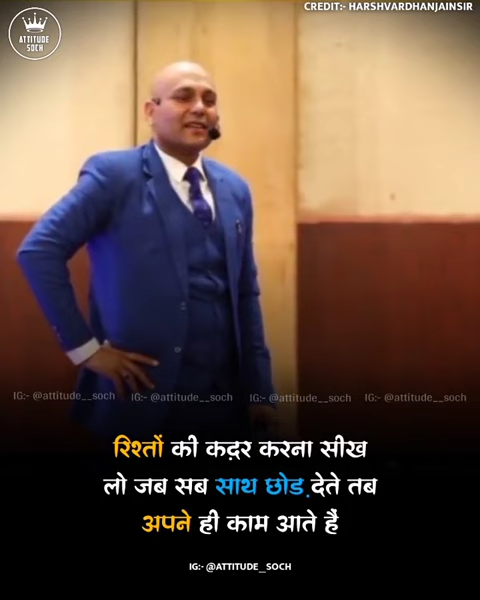 CREDIT:- HARSHVARDHANJAINSIR
ATTITUDE
SOCH
IG:- @attitude__soch IG:- @attitude__soch IG:- @attitude__soch IG:- @attitude__soch
रिश्तों की कद़र करना सीख
लो जब सब साथ छोड़ देते तब
अपने ही काम आते हैं
IG:- @ATTITUDE_SOCH